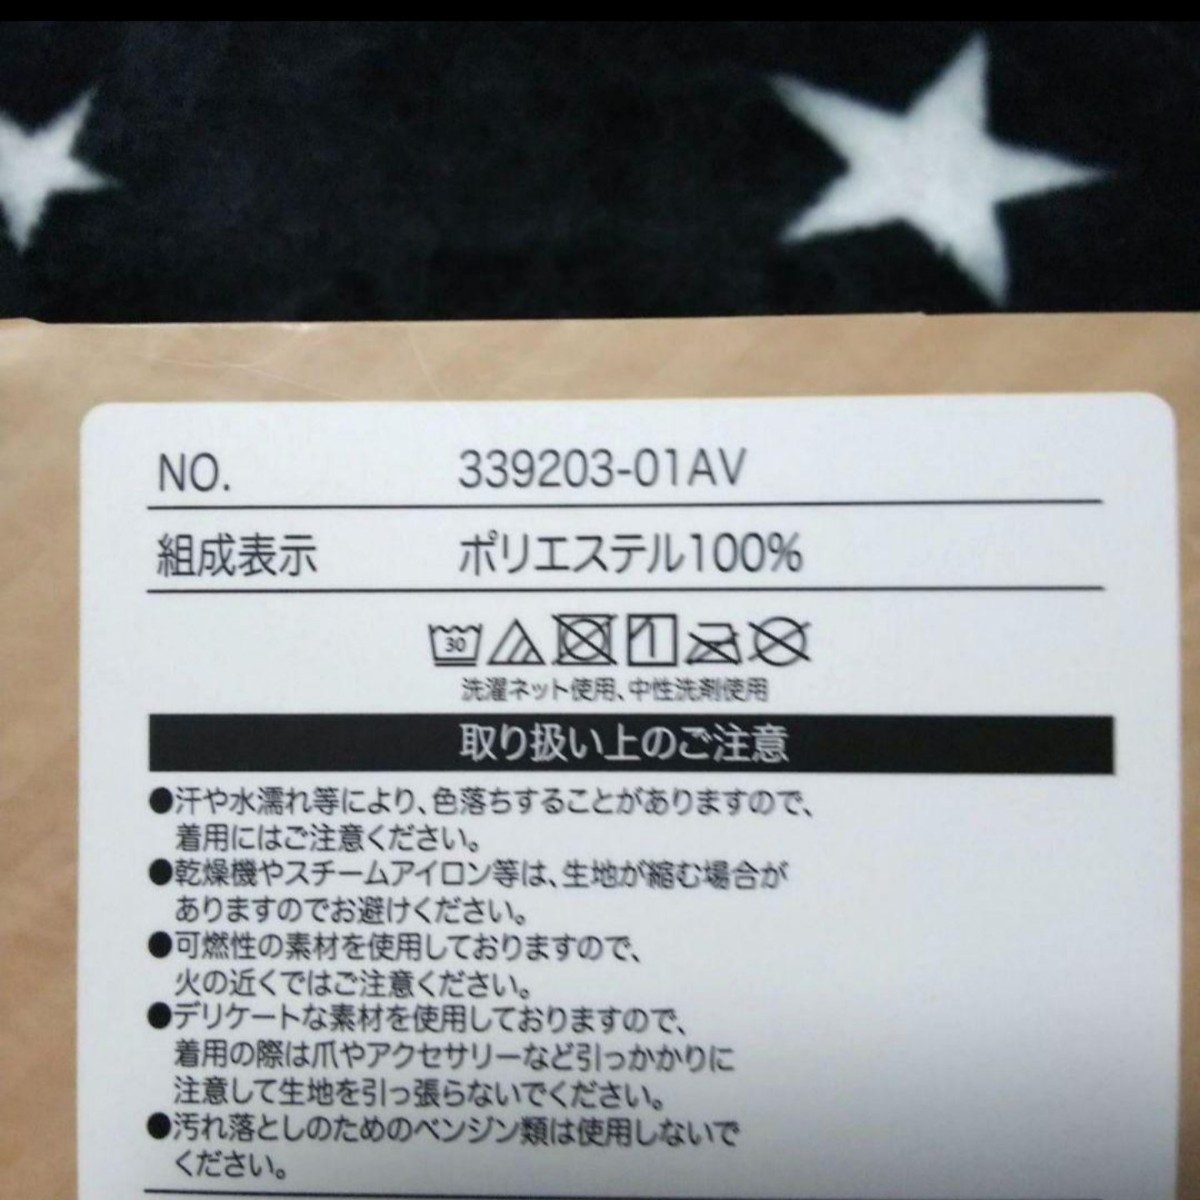 NO. 339203-01AV
組成表示 ポリエステル100%
30
洗濯ネット使用、中性洗剤使用
取り扱い上のご注意
●汗や水濡れ等により、色落ちすることがありますので、
着用にはご注意ください。
●乾燥機やスチームアイロン等は、生地が縮む場合が
ありますのでお避けください。
●可燃性の素材を使用しておりますので、
火の近くではご注意ください。
●デリケートな素材を使用しておりますので、
着用の際は爪やアクセサリーなど引っかかりに
注意して生地を引っ張らないでください。
●汚れ落としのためのベンジン類は使用しないで
ください。